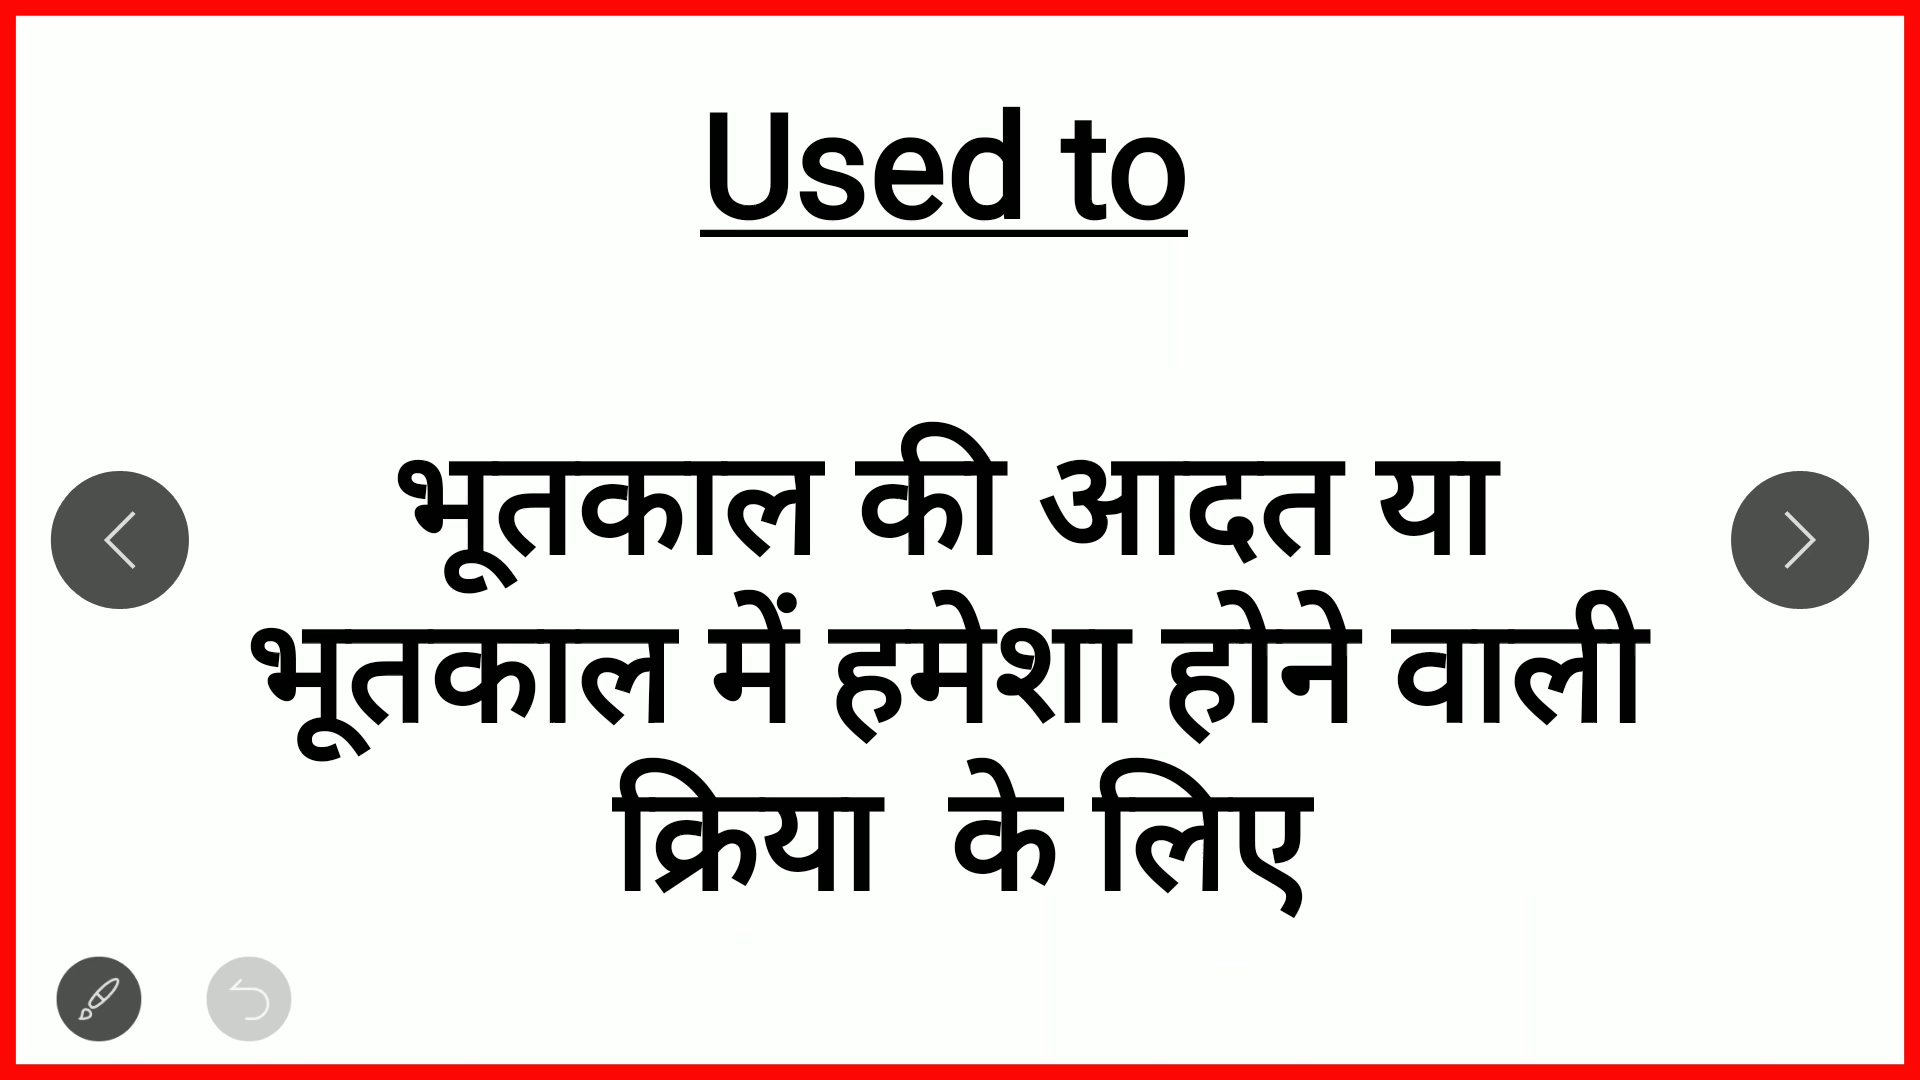 Used to
भूतकाल की आदत या
भूतकाल में हमेशा होने वाली
क्रिया  के लिए